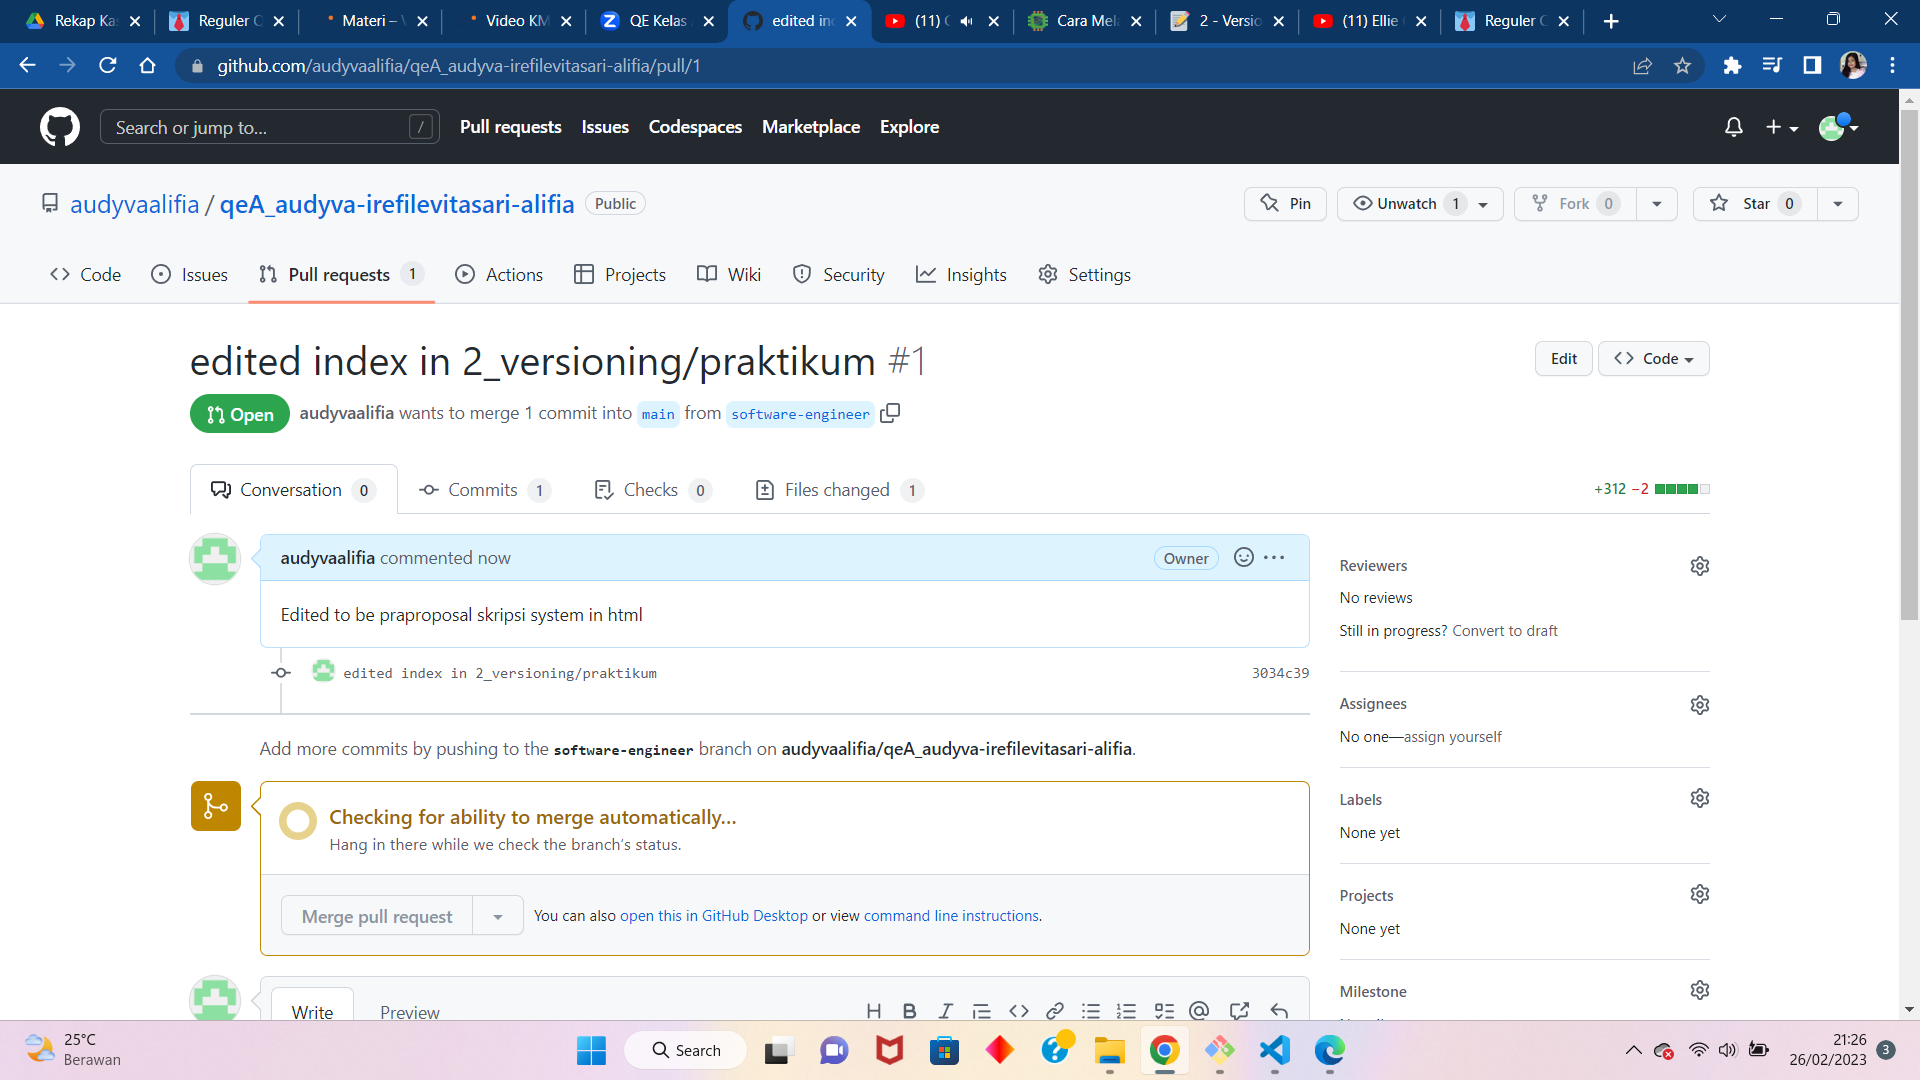 Rekap Ka
Reguler
Materi –
Video KM
QE Kelas
edited in
(11)
Cara Mel
2 - Versio
(11) Ellie
Reguler
github.com/audyvaalifia/qeA_audyva-irefilevitasari-alifia/pull/1
Search or jump to...
/
Pull requests
Issues
Codespaces
Marketplace
Explore
audyvaalifia / qeA_audyva-irefilevitasari-alifia
Public
Pin
Unwatch 1
Fork 0
Star 0
Code
Issues
Pull requests 1
Actions
Projects
Wiki
Security
Insights
Settings
edited index in 2_versioning/praktikum #1
Edit
Code
Open
audyvaalifia wants to merge 1 commit into main from software-engineer
Conversation 0
Commits 1
Checks 0
Files changed 1
+312 −2
audyvaalifia commented now
Owner
Edited to be praproposal skripsi system in html
edited index in 2_versioning/praktikum
3034c39
Add more commits by pushing to the software-engineer branch on audyvaalifia/qeA_audyva-irefilevitasari-alifia.
Checking for ability to merge automatically…
Hang in there while we check the branch’s status.
Merge pull request
You can also open this in GitHub Desktop or view command line instructions.
Write
Preview
Reviewers
No reviews
Still in progress? Convert to draft
Assignees
No one—assign yourself
Labels
None yet
Projects
None yet
Milestone
25°C
Berawan
Search
21:26
26/02/2023
3